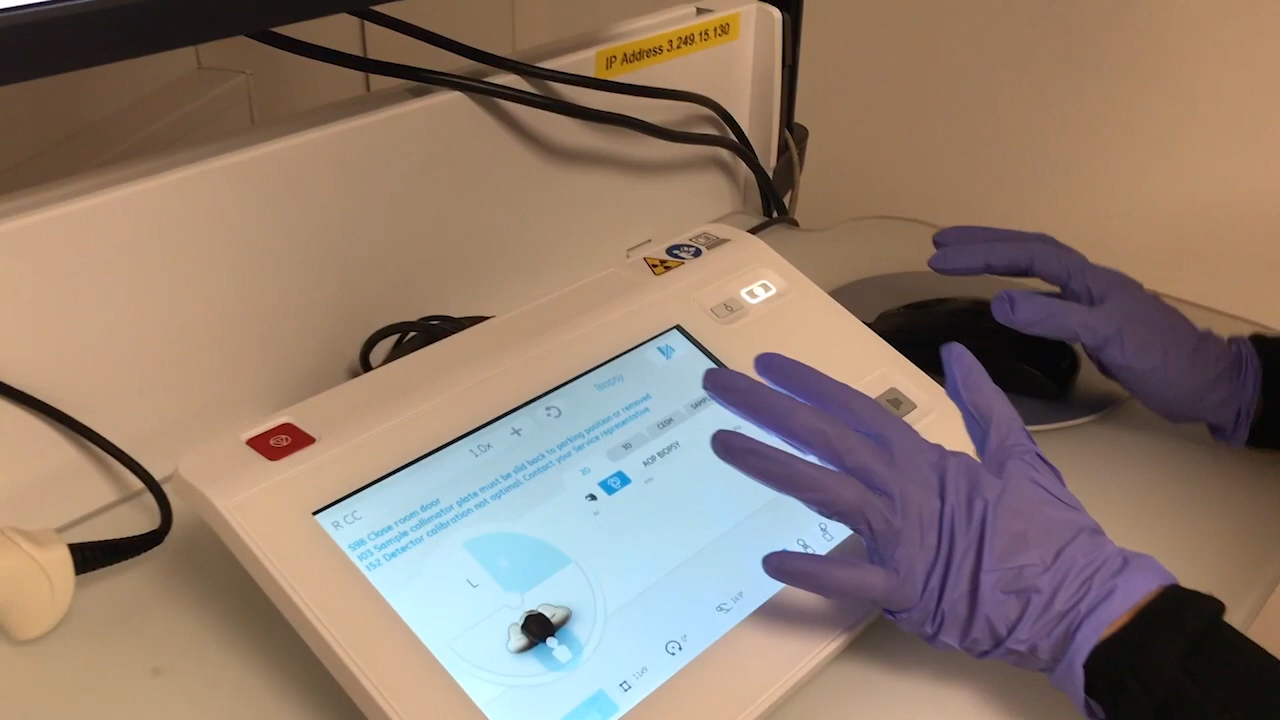 IP Address 3.249.15.130
Biopsy
1.0x
R CC
S98 Close room door
I03 Sample collimator plate must be slid back to parking position or removed
I52 Detector calibration not optimal. Contact your Service representative
2D
3D
CESM
AOP BIOPSY
L
11x9
0°